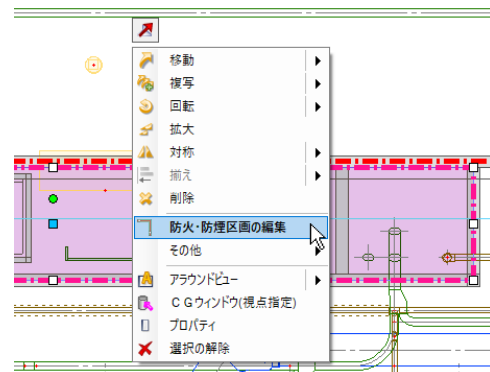 移動
複写
回転
拡大
対称
揃え
削除
防火・防煙区画の編集
その他
アラウンドビュー
ＣＧウィンドウ(視点指定)
プロパティ
選択の解除